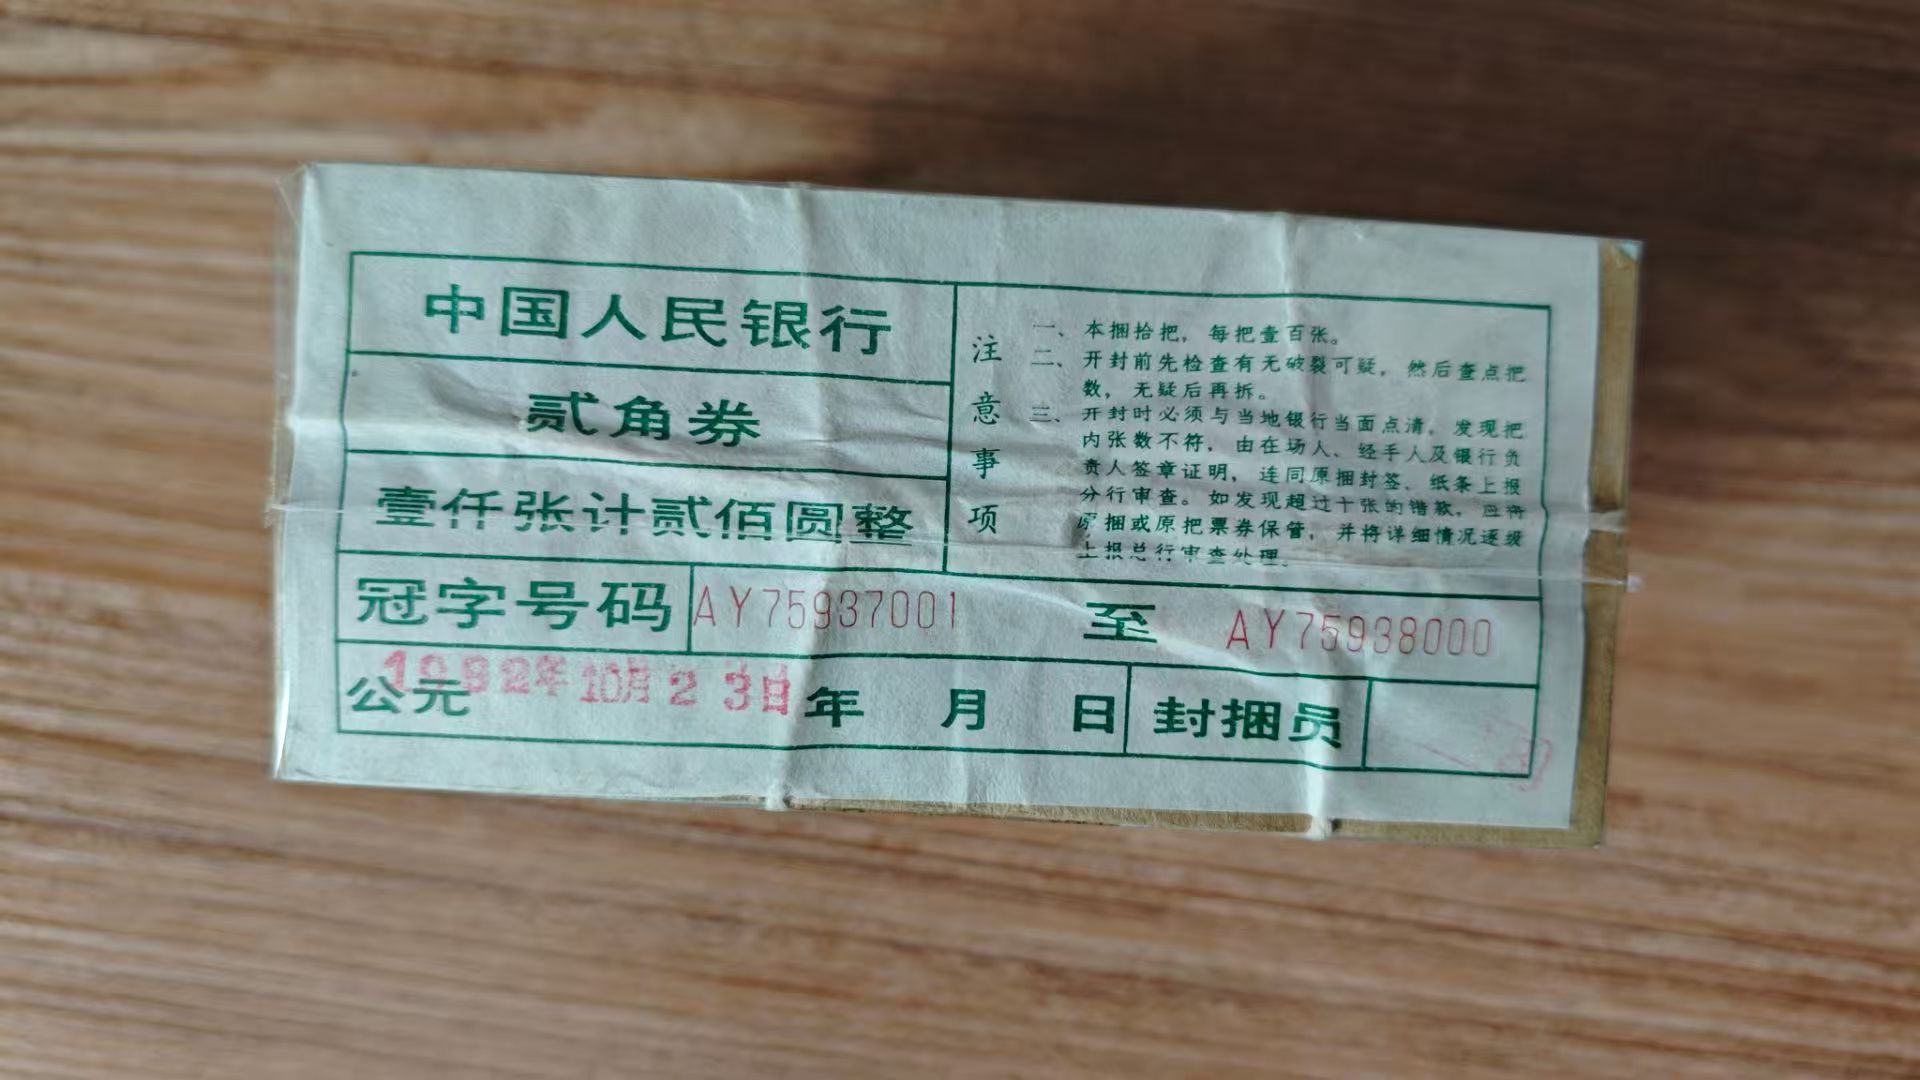 中国人民银行
贰角券
壹仟张计贰佰圆整
注意事项
一、本捆拾把，每把壹百张。
二、开封前先检查有无破裂可疑，然后查点把
数，无疑后再拆。
三、开封时必须与当地银行当面点清，发现把
内张数不符，由在场人、经手人及银行负
责人签章证明，连同原捆封签、纸条上报
分行审查。如发现超过十张的错款，应将
原捆或原把票券保管，并将详细情况逐级
上报总行审查处理。
冠字号码 AY75937001 至 AY75938000
公元 1992年10月23日 年 月 日 封捆员